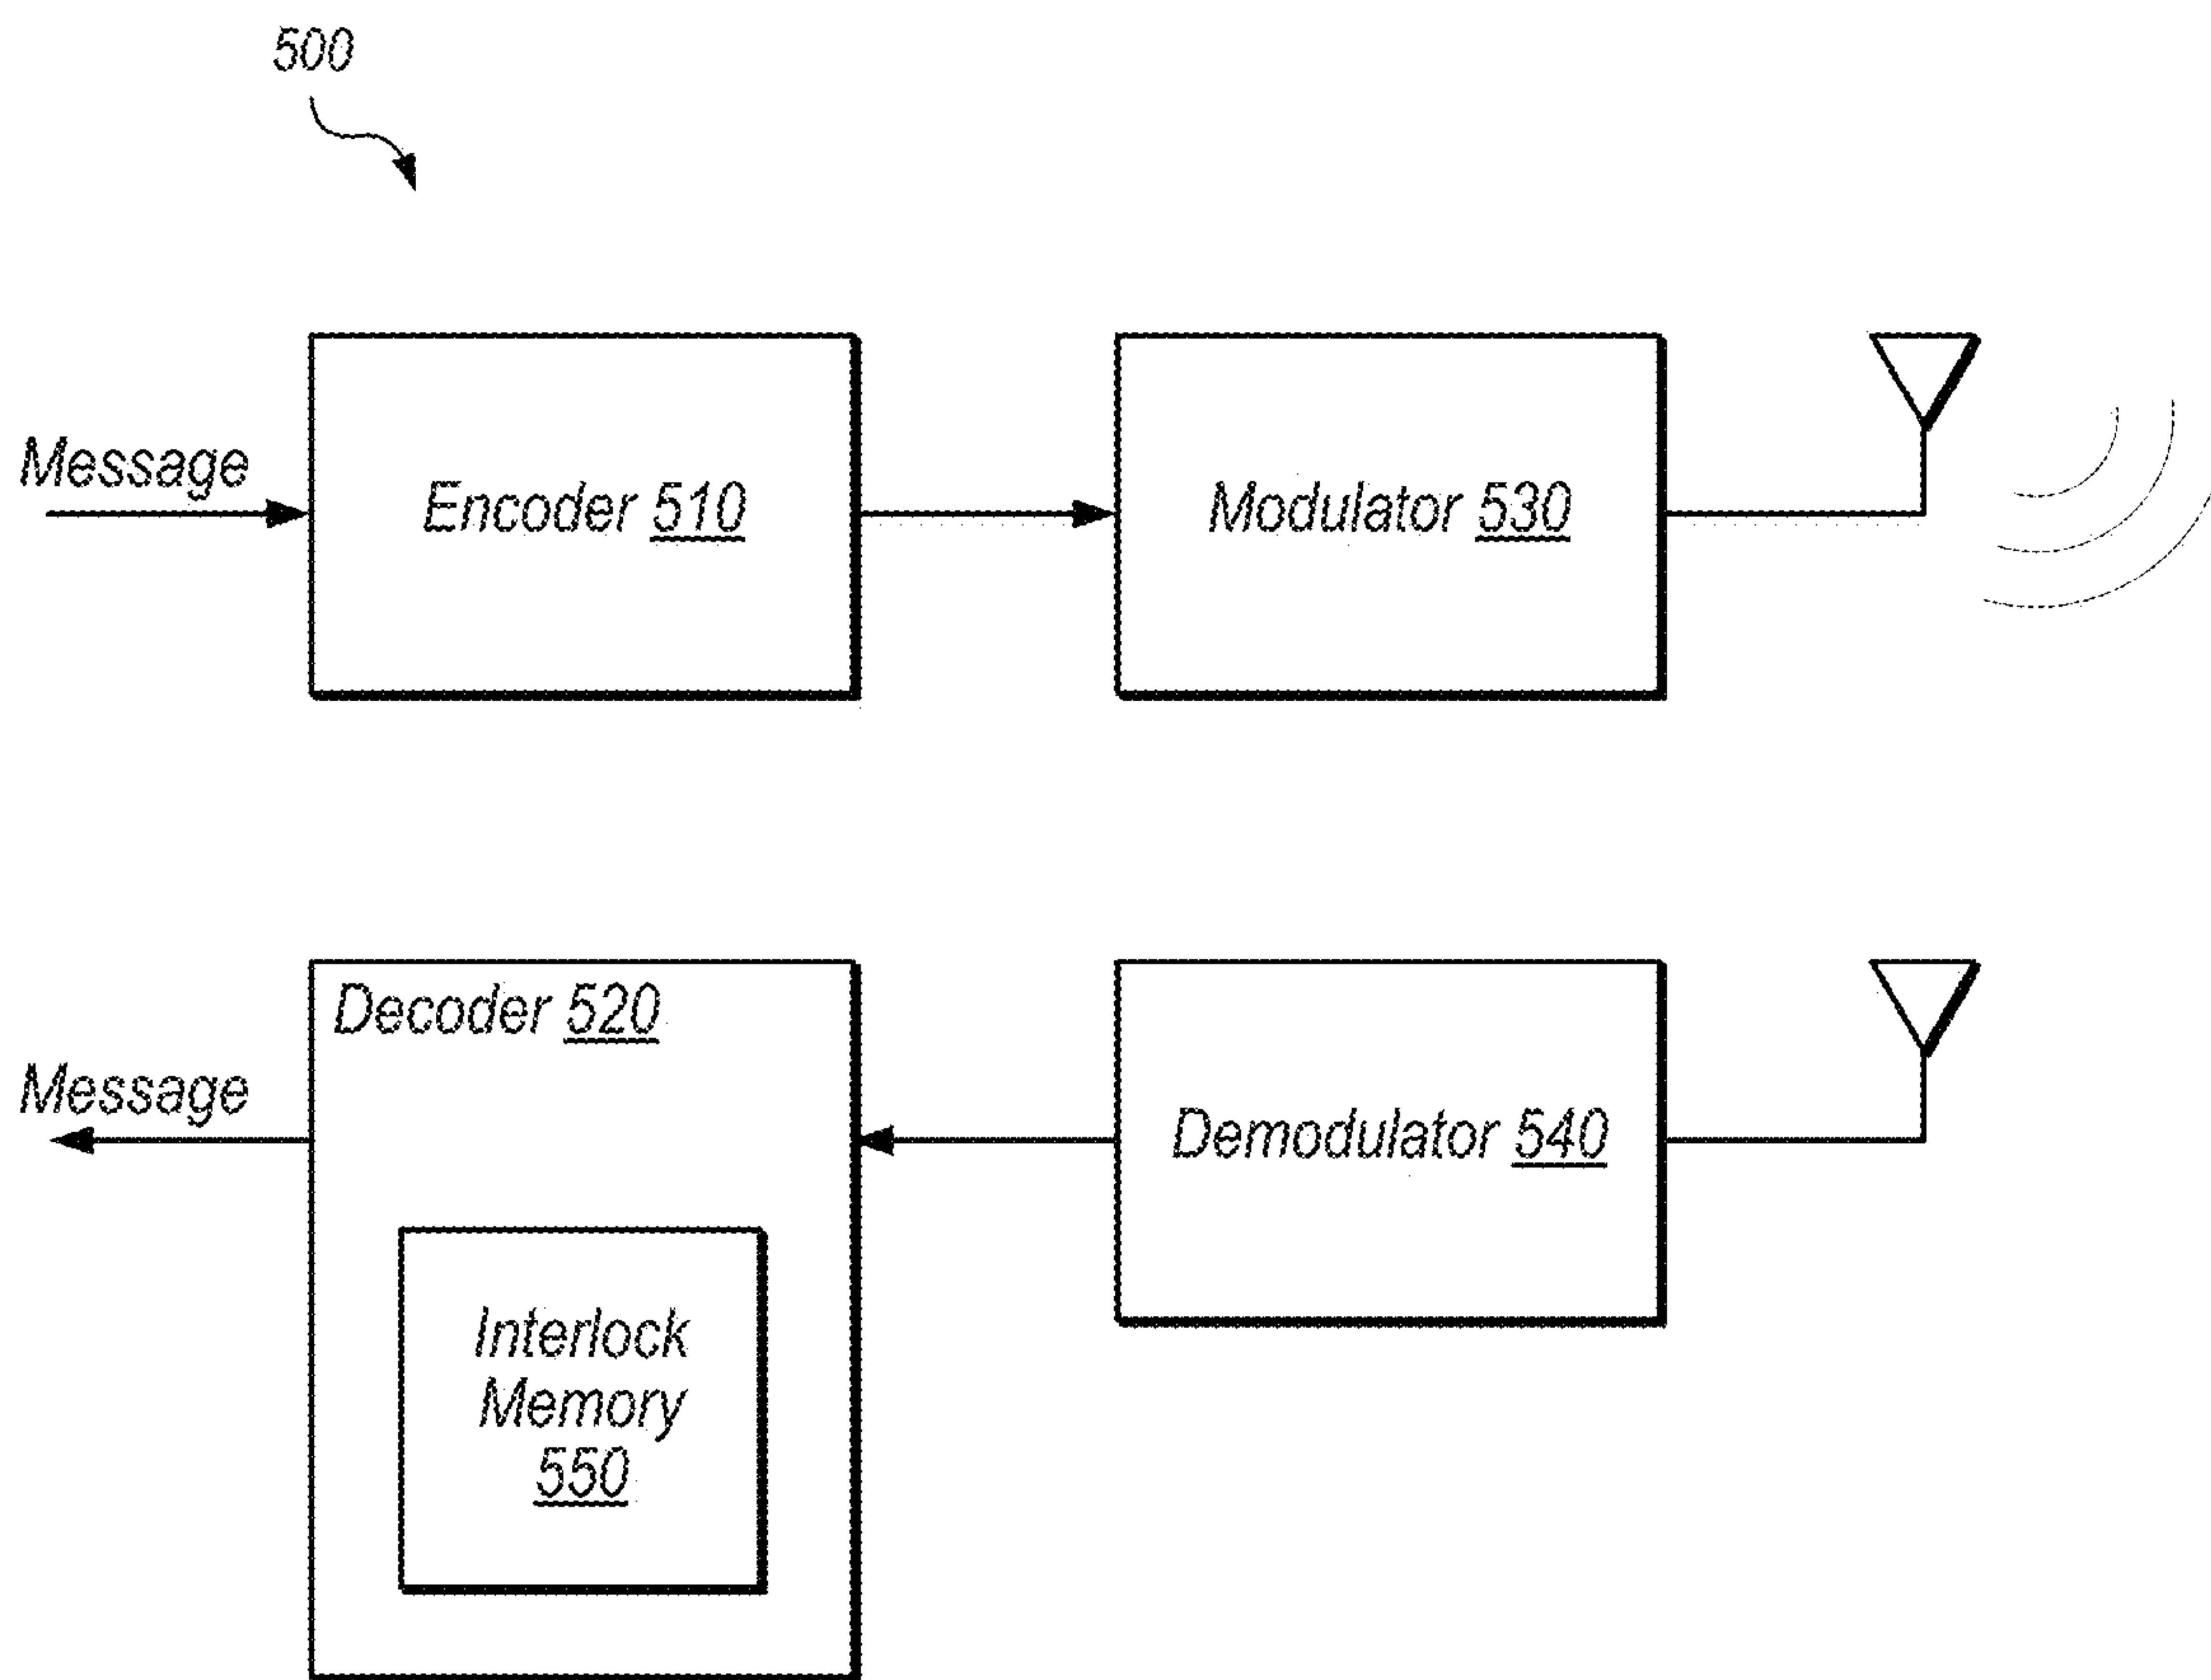 500
Message
Encoder 510
Modulator 530
Decoder 520
Message
Demodulator 540
Interlock
Memory
550